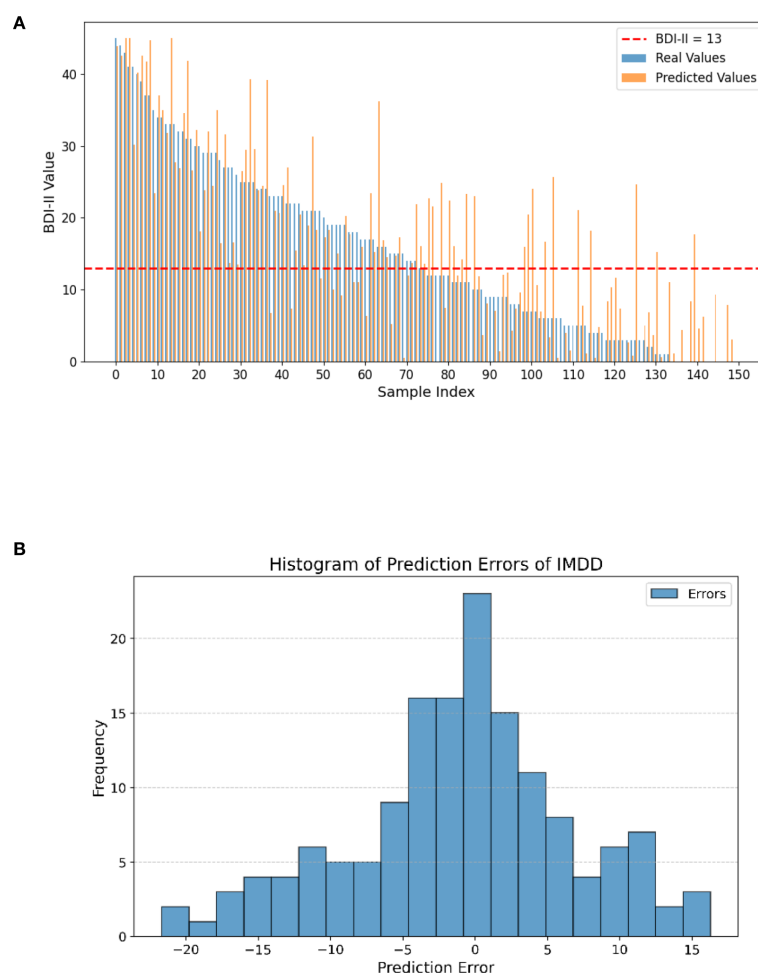 A
BDI-II = 13
Real Values
Predicted Values
BDI-II Value
40
30
20
10
0
0 10 20 30 40 50 60 70 80 90 100 110 120 130 140 150
Sample Index
B
Histogram of Prediction Errors of IMDD
Errors
Frequency
20
15
10
5
0
−20 −15 −10 −5 0 5 10 15
Prediction Error